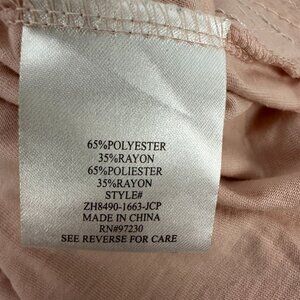 65%POLYESTER
35%RAYON
65%POLIESTER
35%RAYON
STYLE#
ZH8490-1663-JCP
MADE IN CHINA
RN#97230
SEE REVERSE FOR CARE